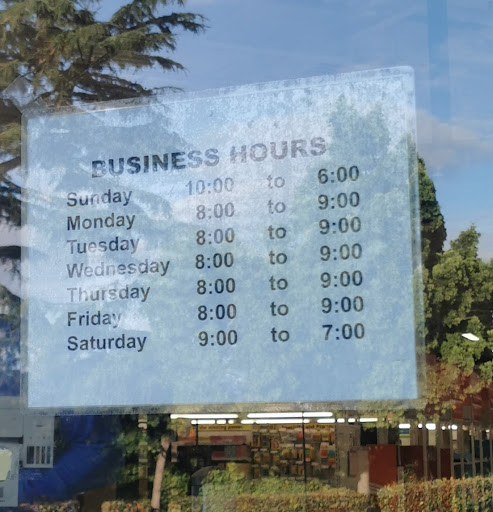 BUSINESS HOURS
Sunday 10:00 to 6:00
Monday 8:00 to 9:00
Tuesday 8:00 to 9:00
Wednesday 8:00 to 9:00
Thursday 8:00 to 9:00
Friday 8:00 to 9:00
Saturday 9:00 to 7:00